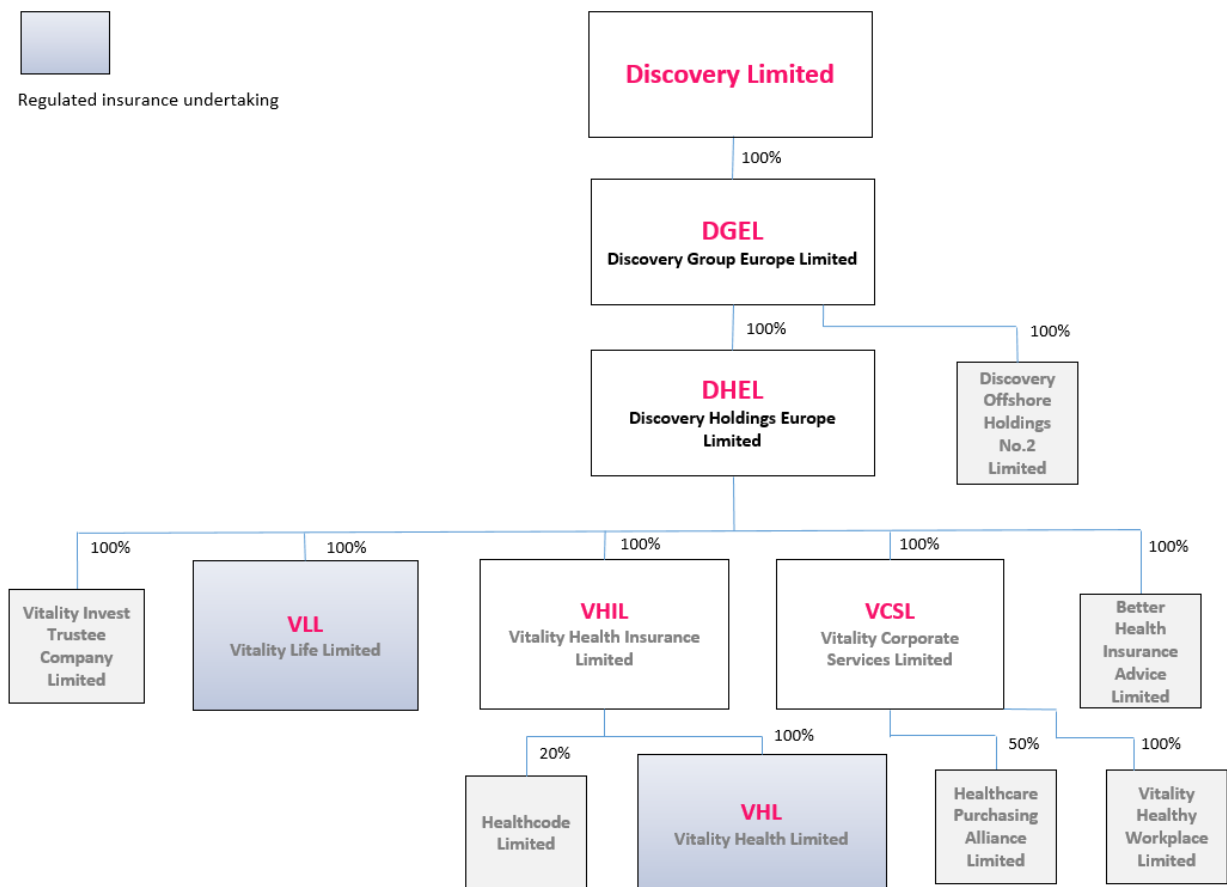 Discovery Limited
Regulated insurance undertaking
100%
DGEL
Discovery Group Europe Limited
100%
100%
DHEL
Discovery Holdings Europe
Limited
Discovery
Offshore
Holdings
No.2
Limited
100%
100%
100%
100%
100%
Vitality Invest
Trustee
Company
Limited
VLL
Vitality Life Limited
VHIL
Vitality Health Insurance
Limited
VCSL
Vitality Corporate
Services Limited
Better
Health
Insurance
Advice
Limited
20%
100%
50%
100%
Healthcode
Limited
VHL
Vitality Health Limited
Healthcare
Purchasing
Alliance
Limited
Vitality
Healthy
Workplace
Limited